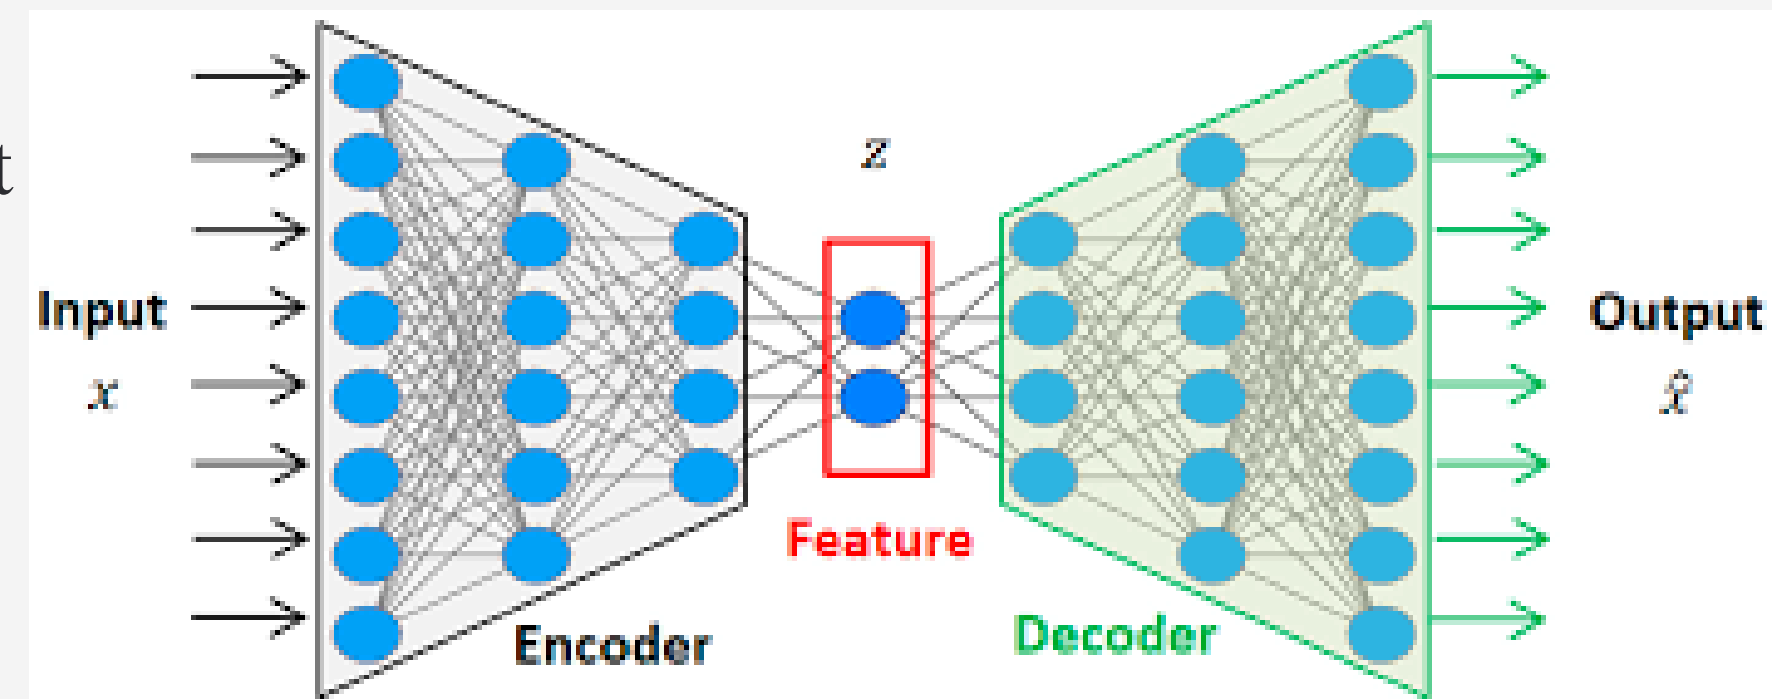 t
z
Input
x
Output
x̂
Feature
Encoder
Decoder